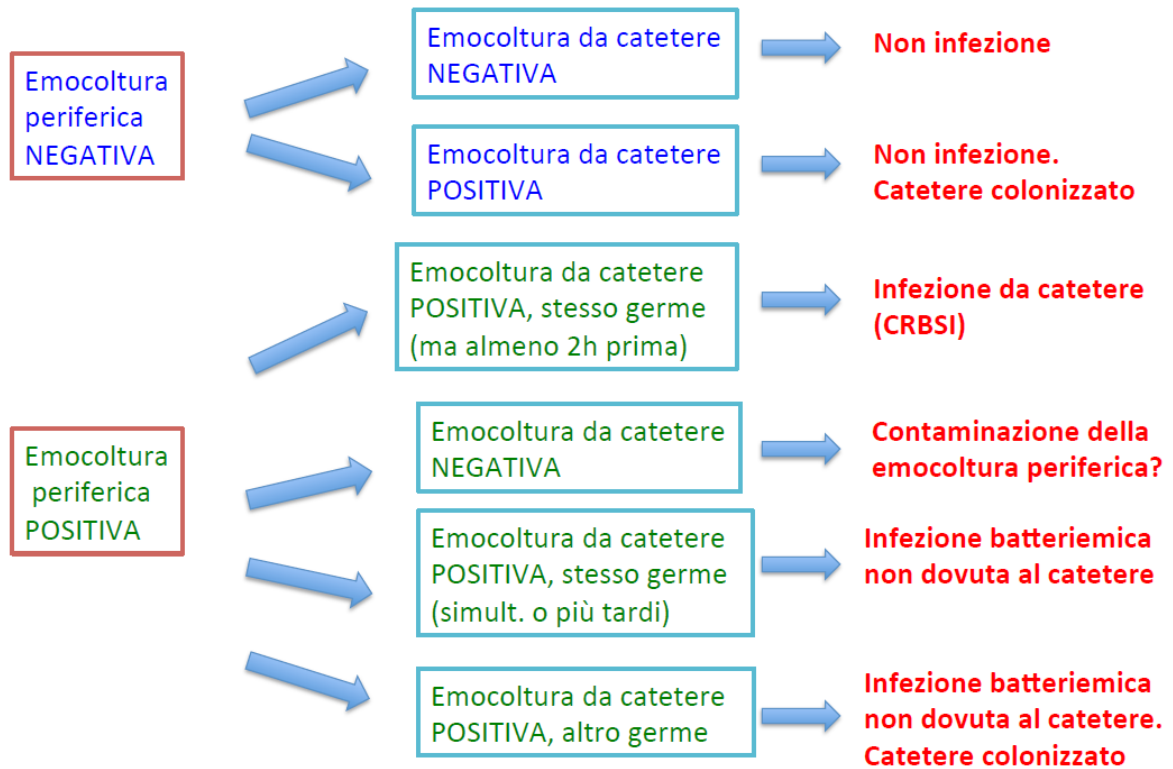 Emocoltura
periferica
NEGATIVA
Emocoltura da catetere
NEGATIVA
Non infezione
Emocoltura da catetere
POSITIVA
Non infezione.
Catetere colonizzato
Emocoltura
periferica
POSITIVA
Emocoltura da catetere
POSITIVA, stesso germe
(ma almeno 2h prima)
Infezione da catetere
(CRBSI)
Emocoltura da catetere
NEGATIVA
Contaminazione della
emocoltura periferica?
Emocoltura da catetere
POSITIVA, stesso germe
(simult. o più tardi)
Infezione batteriemica
non dovuta al catetere
Emocoltura da catetere
POSITIVA, altro germe
Infezione batteriemica
non dovuta al catetere.
Catetere colonizzato